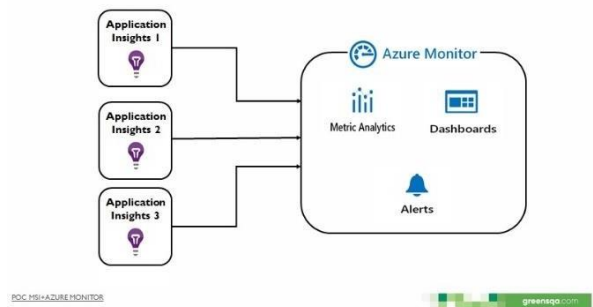 Application
Insights 1
Application
Insights 2
Application
Insights 3
Azure Monitor
Metric Analytics
Dashboards
Alerts
POC MSI+AZURE MONITOR
greensqa.com